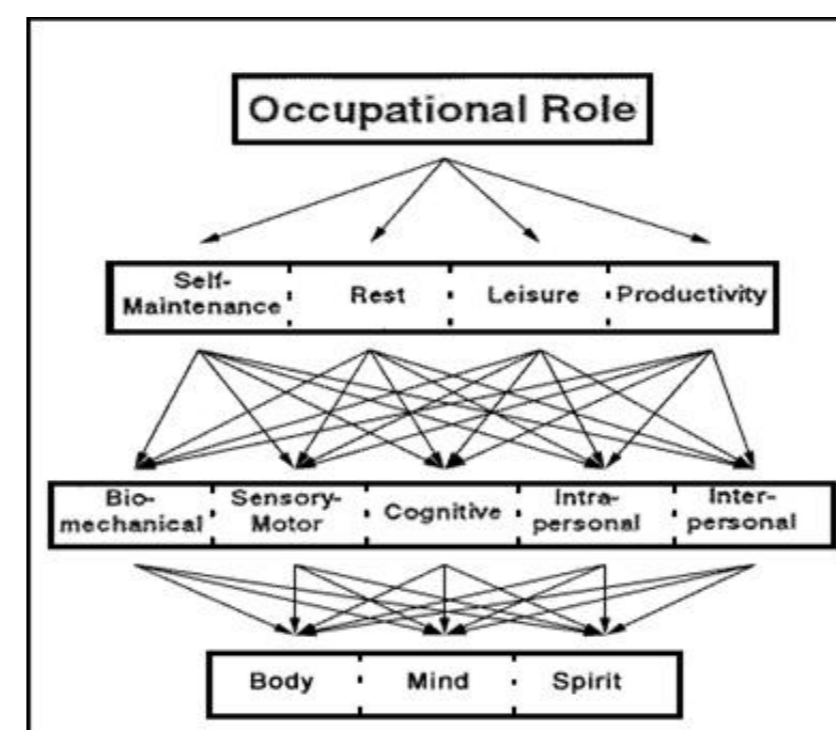 Occupational Role
Self-
Maintenance
Rest
Leisure
Productivity
Bio-
mechanical
Sensory-
Motor
Cognitive
Intra-
personal
Inter-
personal
Body
Mind
Spirit